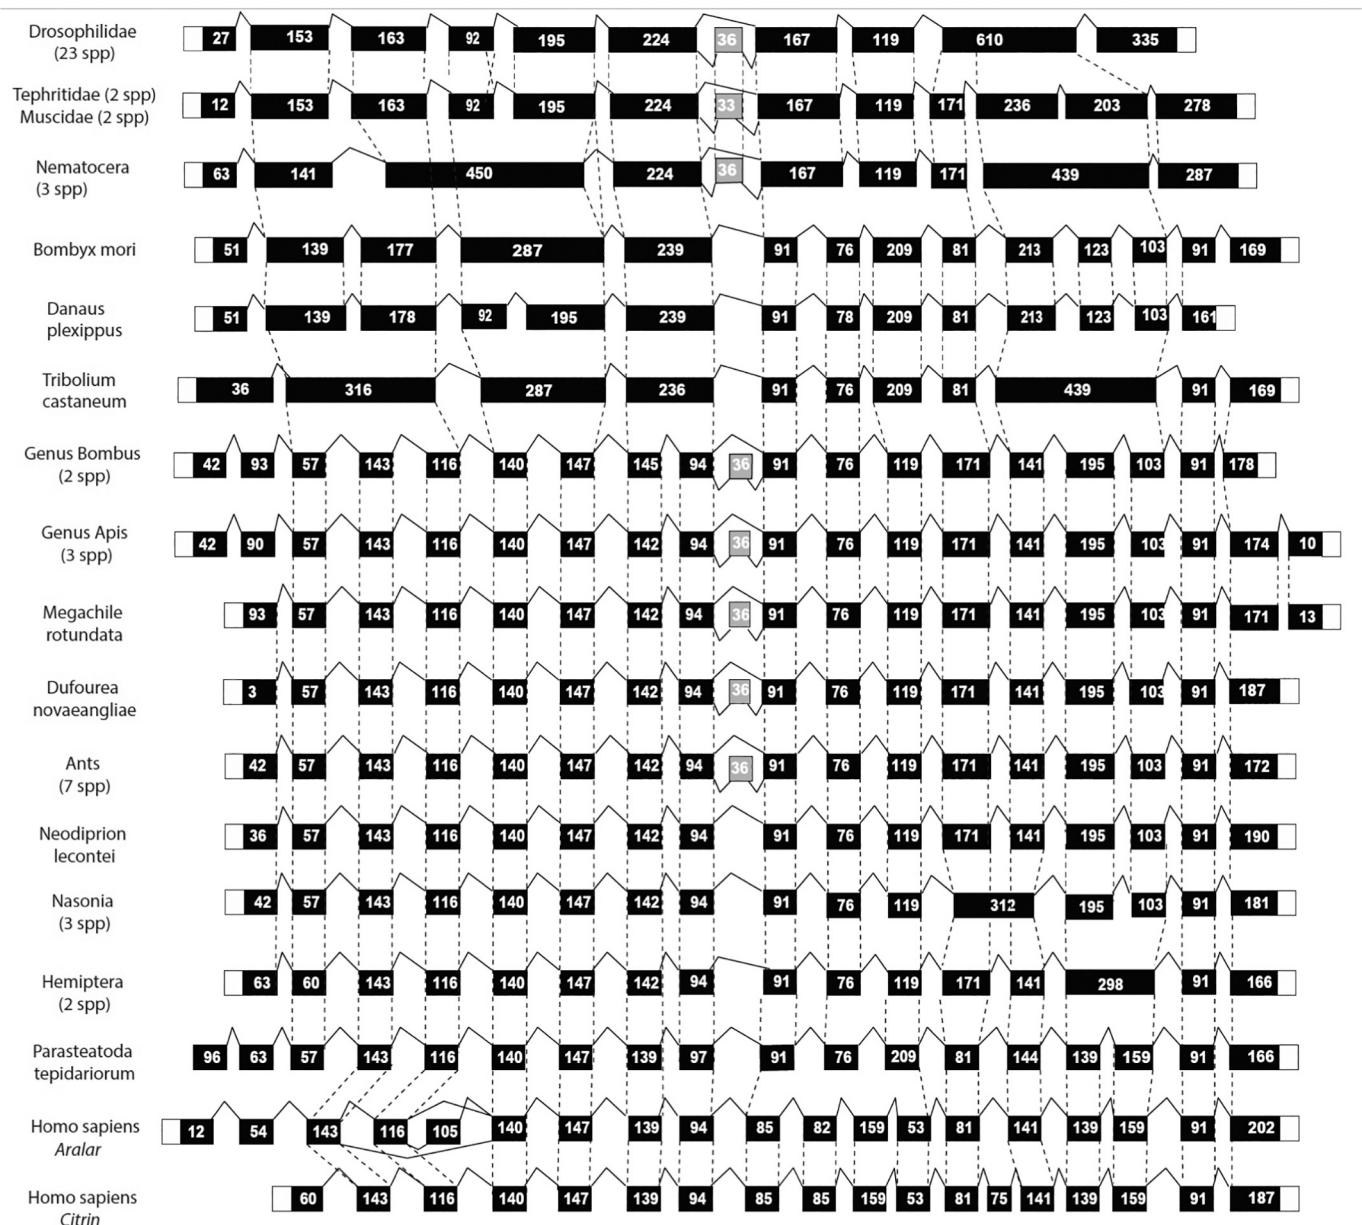 Drosophilidae
(23 spp)
27 153 163 92 195 224 36 167 119 610 335
Tephritidae (2 spp)
Muscidae (2 spp)
12 153 163 92 195 224 33 167 119 171 236 203 278
Nematocera
(3 spp)
63 141 450 224 36 167 119 171 439 287
Bombyx mori
51 139 177 287 239 91 76 209 81 213 123 103 91 169
Danaus
plexippus
51 139 178 92 195 239 91 78 209 81 213 123 103 161
Tribolium
castaneum
36 316 287 236 91 76 209 81 439 91 169
Genus Bombus
(2 spp)
42 93 57 143 116 140 147 145 94 36 91 76 119 171 141 195 103 91 178
Genus Apis
(3 spp)
42 90 57 143 116 140 147 142 94 36 91 76 119 171 141 195 103 91 174 10
Megachile
rotundata
93 57 143 116 140 147 142 94 36 91 76 119 171 141 195 103 91 171 13
Dufourea
novaeangliae
3 57 143 116 140 147 142 94 36 91 76 119 171 141 195 103 91 187
Ants
(7 spp)
42 57 143 116 140 147 142 94 36 91 76 119 171 141 195 103 91 172
Neodiprion
lecontei
36 57 143 116 140 147 142 94 91 76 119 171 141 195 103 91 190
Nasonia
(3 spp)
42 57 143 116 140 147 142 94 91 76 119 312 195 103 91 181
Hemiptera
(2 spp)
63 60 143 116 140 147 142 94 91 76 119 171 141 298 91 166
Parasteatoda
tepidariorum
96 63 57 143 116 140 147 139 97 91 76 209 81 144 139 159 91 166
Homo sapiens
Aralar
12 54 143 116 105 140 147 139 94 85 82 159 53 81 141 139 159 91 202
Homo sapiens
Citrin
60 143 116 140 147 139 94 85 85 159 53 81 75 141 139 159 91 187